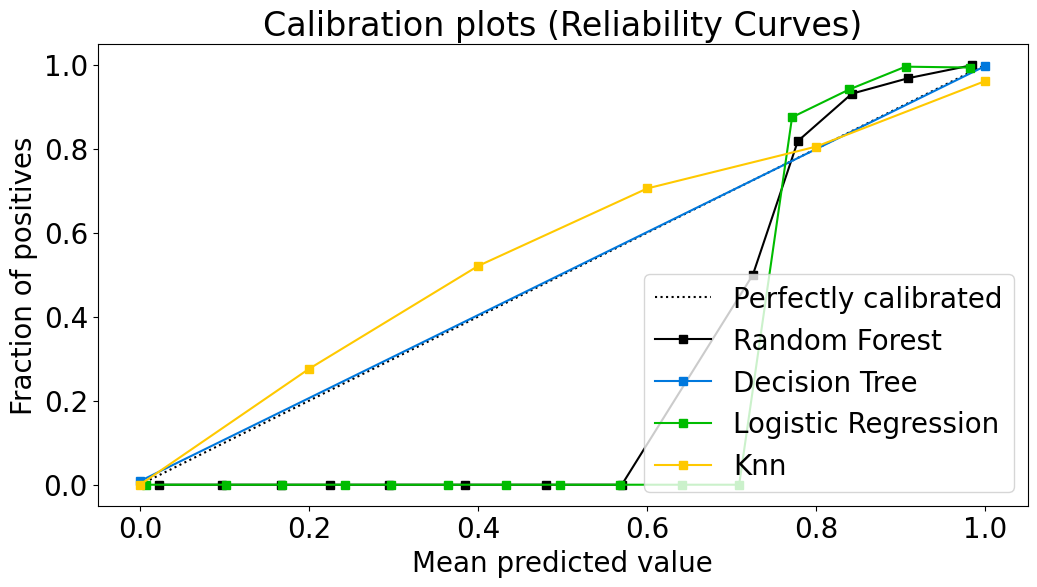 Calibration plots (Reliability Curves)
Fraction of positives
1.0
0.8
0.6
0.4
0.2
0.0
Perfectly calibrated
Random Forest
Decision Tree
Logistic Regression
Knn
0.0 0.2 0.4 0.6 0.8 1.0
Mean predicted value